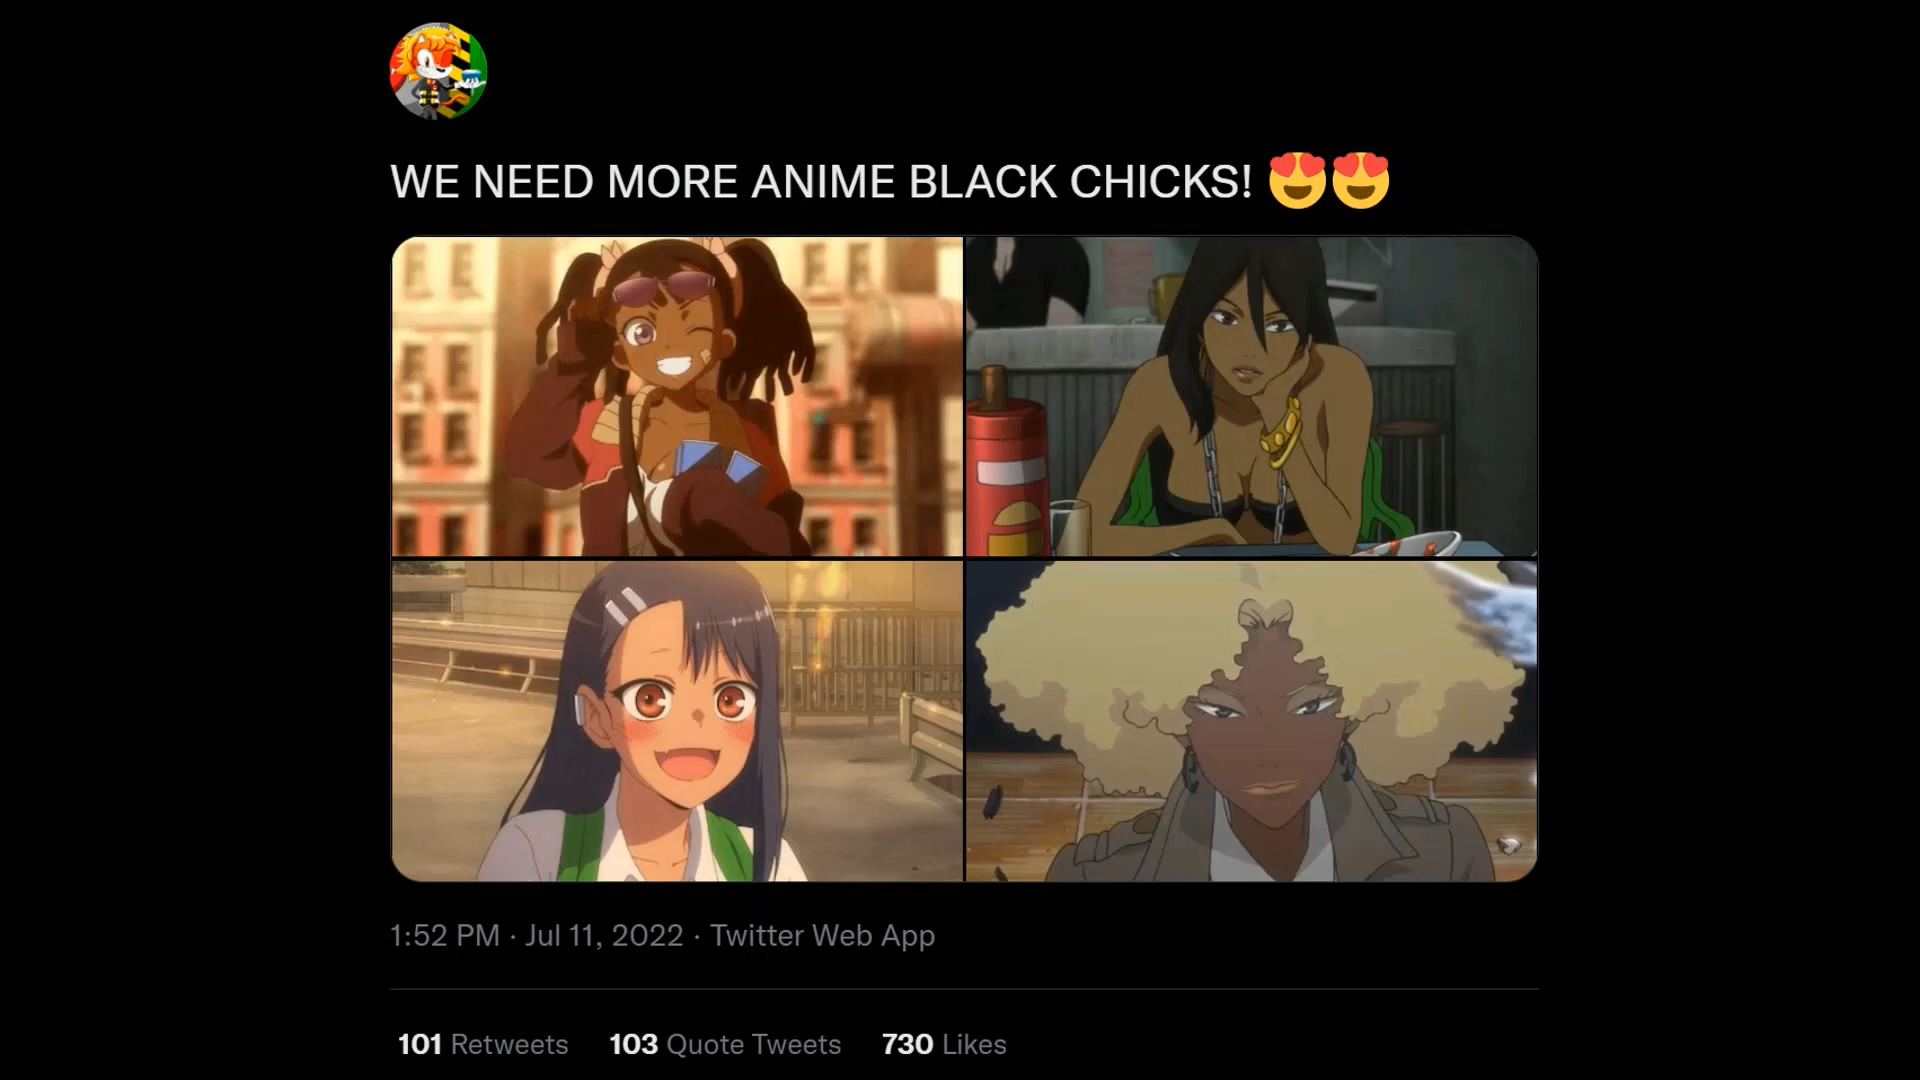 WE NEED MORE ANIME BLACK CHICKS! 😍😍
1:52 PM · Jul 11, 2022 · Twitter Web App
101 Retweets 103 Quote Tweets 730 Likes